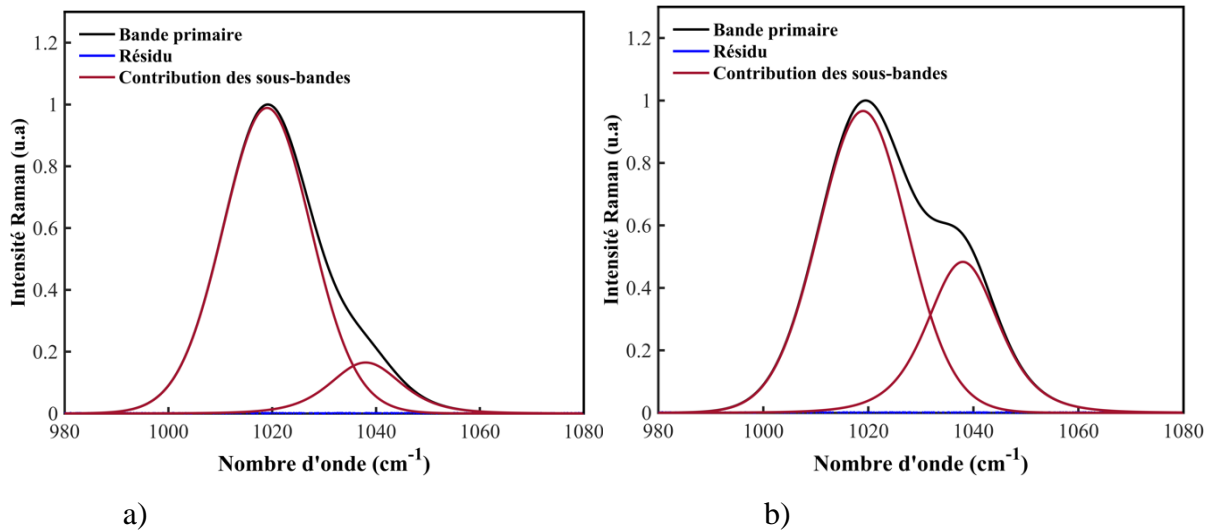 1.2
1
0.8
0.6
0.4
0.2
0
Intensité Raman (u.a)
Bande primaire
Résidu
Contribution des sous-bandes
980 1000 1020 1040 1060 1080
Nombre d'onde (cm-1)
a)
1.2
1
0.8
0.6
0.4
0.2
0
Intensité Raman (u.a)
Bande primaire
Résidu
Contribution des sous-bandes
980 1000 1020 1040 1060 1080
Nombre d'onde (cm-1)
b)